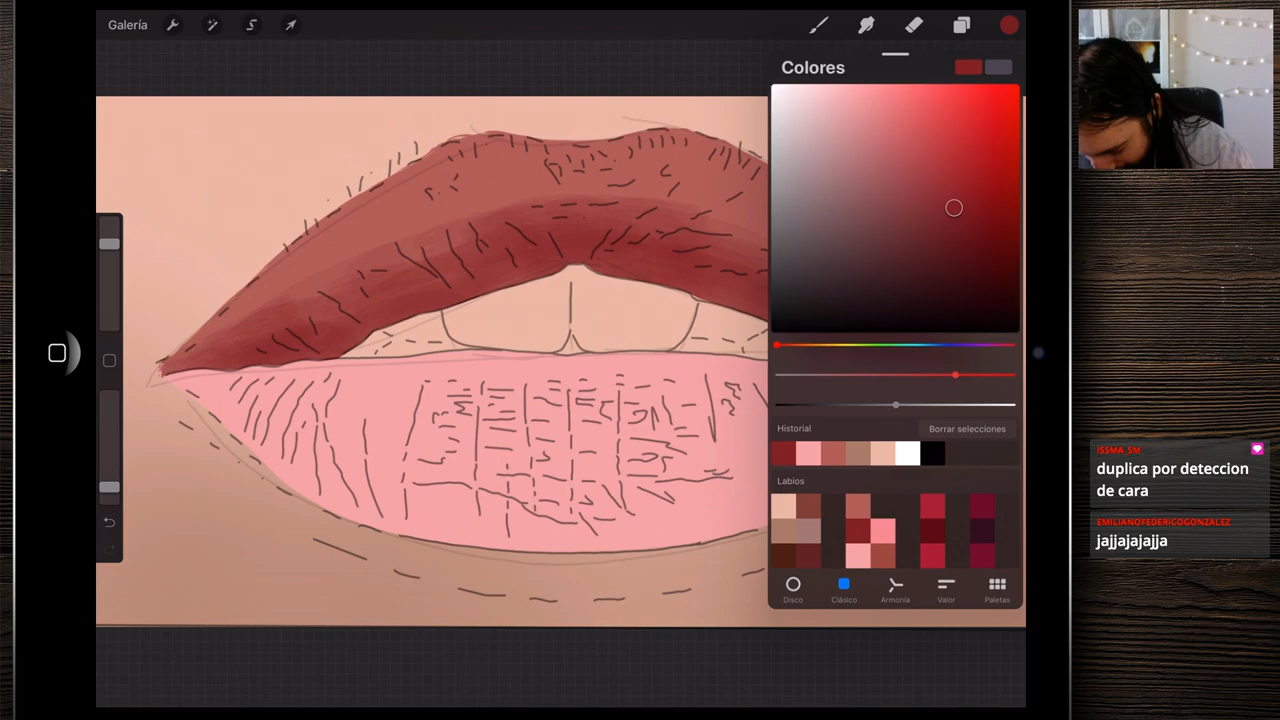 Galería
Colores
Historial
Borrar selecciones
Labios
Disco
Clásico
Armonía
Valor
Paletas
ISSMA_SM
duplica por deteccion
de cara
EMILIANOFEDERICOGONZALEZ
jajjajajajja